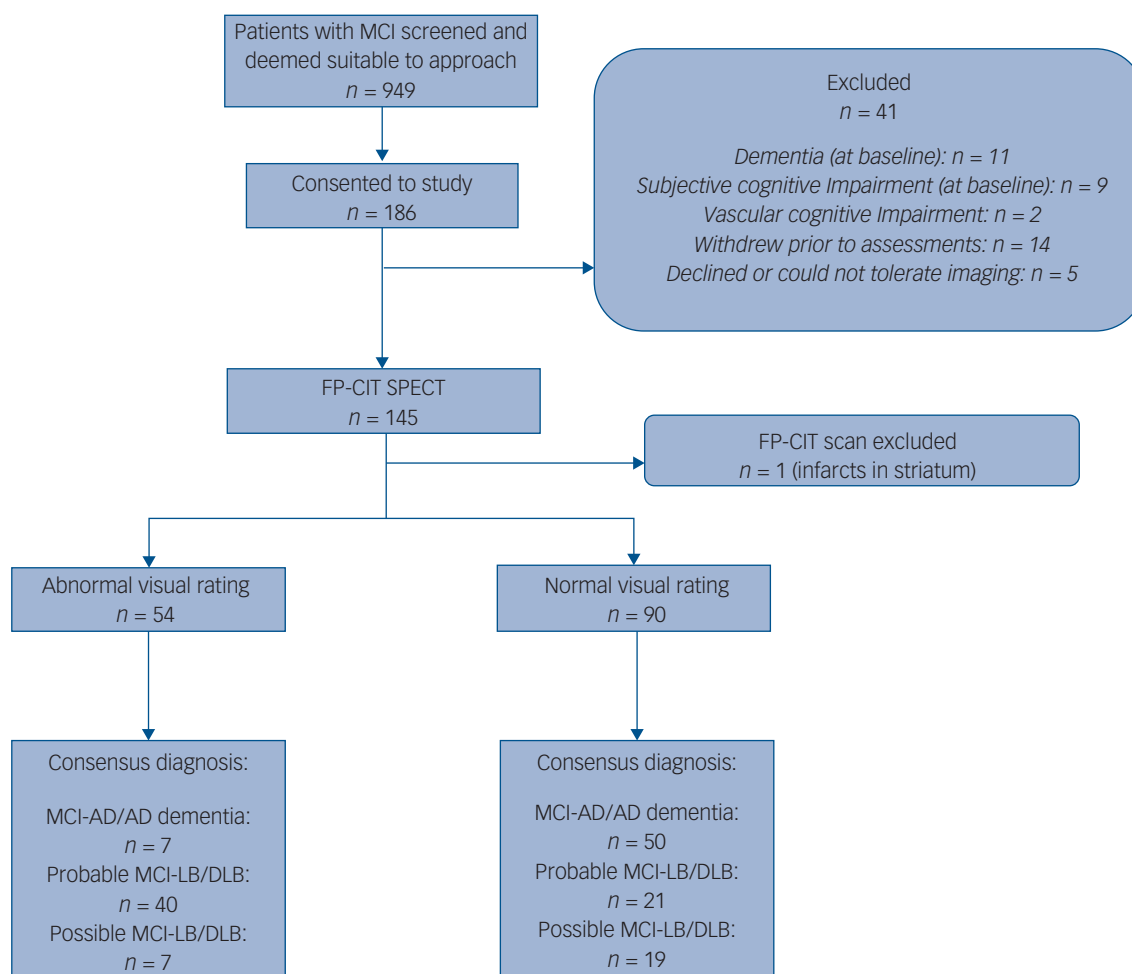 Patients with MCI screened and
deemed suitable to approach
n = 949
Excluded
n = 41
Dementia (at baseline): n = 11
Subjective cognitive Impairment (at baseline): n = 9
Vascular cognitive Impairment: n = 2
Withdrew prior to assessments: n = 14
Declined or could not tolerate imaging: n = 5
Consented to study
n = 186
FP-CIT SPECT
n = 145
FP-CIT scan excluded
n = 1 (infarcts in striatum)
Abnormal visual rating
n = 54
Normal visual rating
n = 90
Consensus diagnosis:
MCI-AD/AD dementia:
n = 7
Probable MCI-LB/DLB:
n = 40
Possible MCI-LB/DLB:
n = 7
Consensus diagnosis:
MCI-AD/AD dementia:
n = 50
Probable MCI-LB/DLB:
n = 21
Possible MCI-LB/DLB:
n = 19